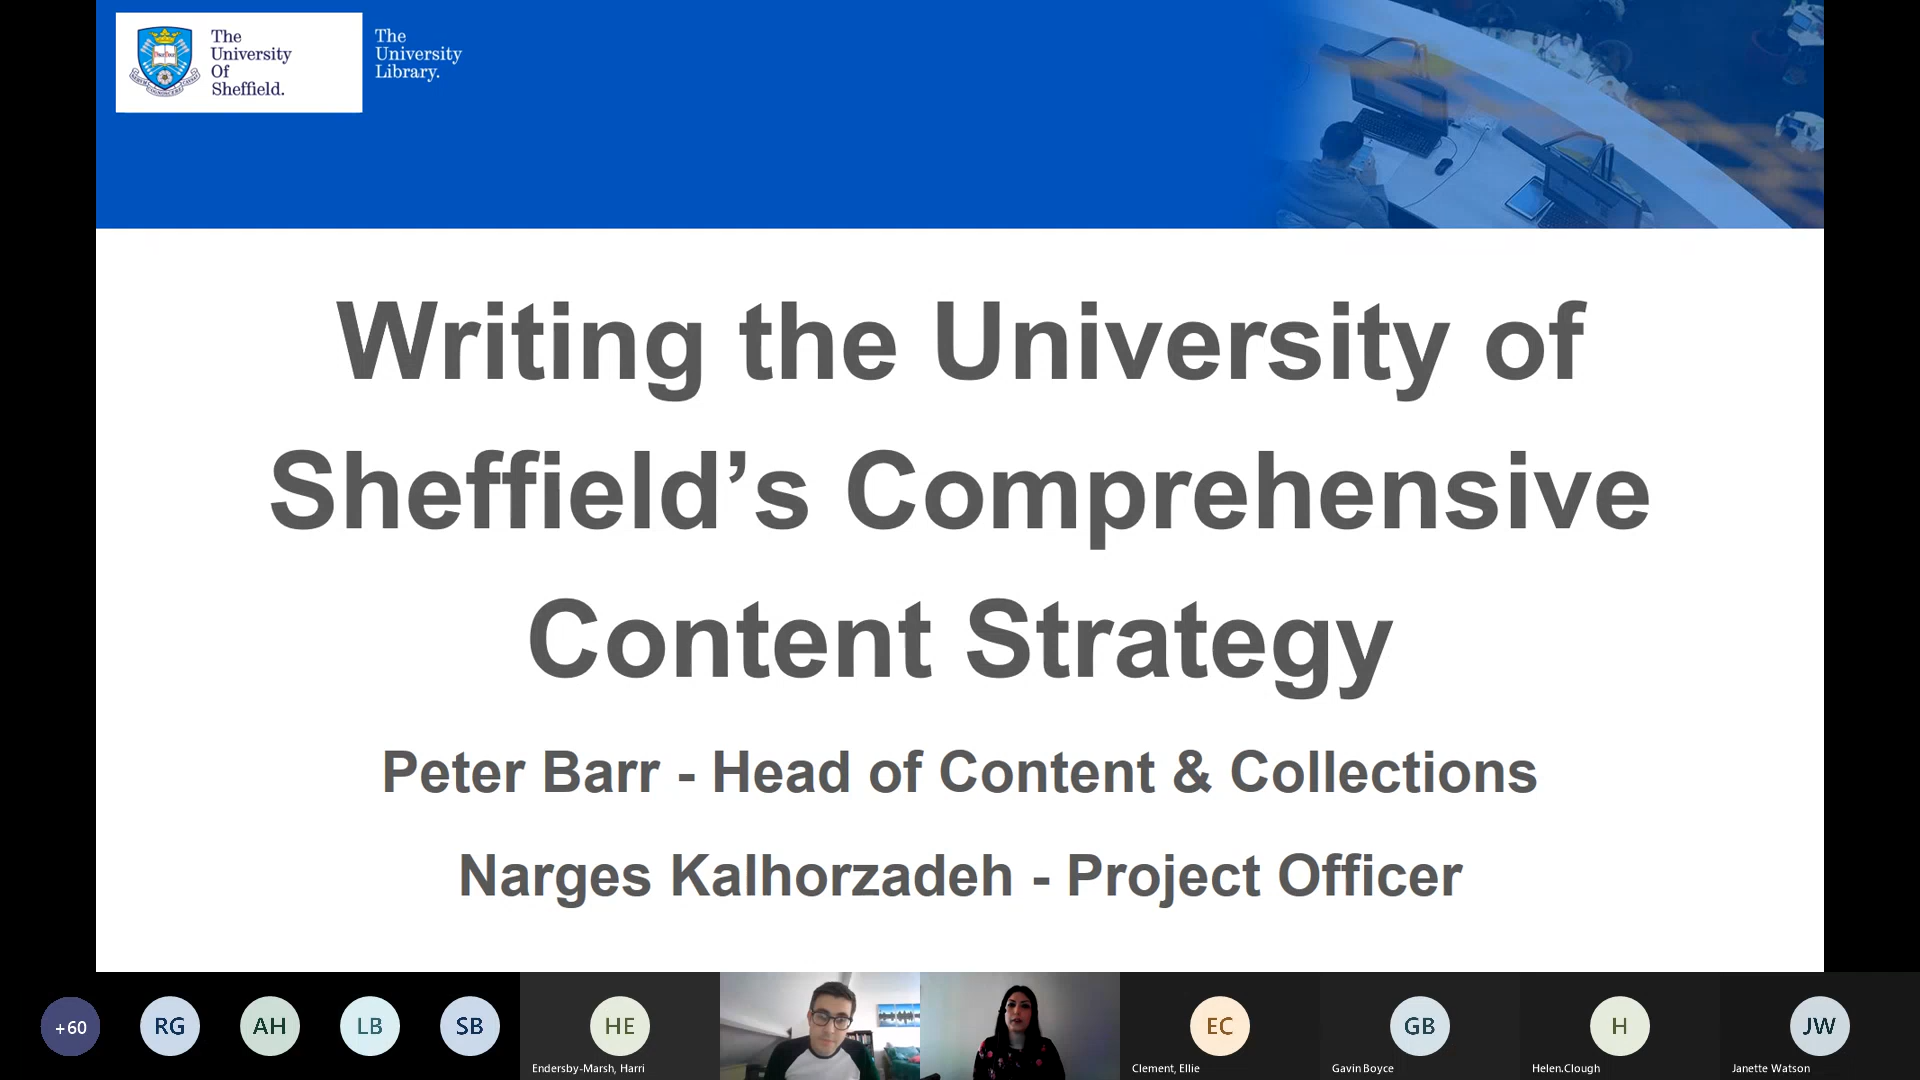 The
University
Of
Sheffield.
The
University
Library.
Writing the University of
Sheffield’s Comprehensive
Content Strategy
Peter Barr - Head of Content & Collections
Narges Kalhorzadeh - Project Officer
+60
RG
AH
LB
SB
HE
EC
GB
H
JW
Endersby-Marsh, Harri
Clement, Ellie
Gavin Boyce
Helen.Clough
Janette Watson